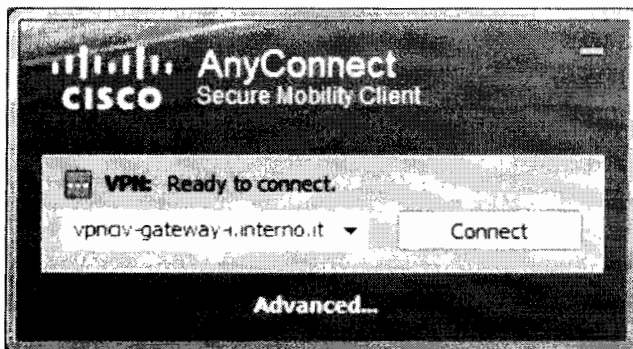 AnyConnect
CISCO
Secure Mobility Client
VPN: Ready to connect.
Connect
Advanced...